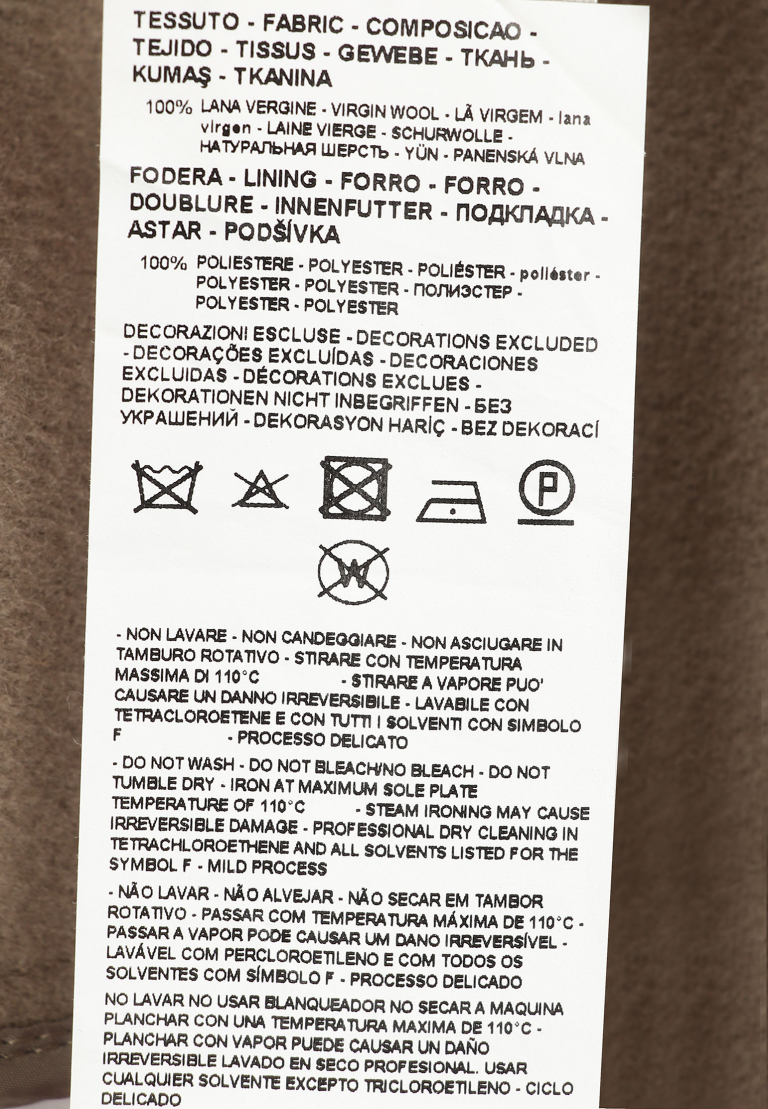 TESSUTO - FABRIC - COMPOSICAO -
TEJIDO - TISSUS - GEWEBE - ТКАНЬ -
KUMAŞ - TKANINA
100% LANA VERGINE - VIRGIN WOOL - LÃ VIRGEM - lana
virgen - LAINE VIERGE - SCHURWOLLE -
НАТУРАЛЬНАЯ ШЕРСТЬ - YÜN - PANENSKÁ VLNA
FODERA - LINING - FORRO - FORRO -
DOUBLURE - INNENFUTTER - ПОДКЛАДКА -
ASTAR - PODŠÍVKA
100% POLIESTERE - POLYESTER - POLIÉSTER - poliéster -
POLYESTER - POLYESTER - ПОЛИЭСТЕР -
POLYESTER - POLYESTER
DECORAZIONI ESCLUSE - DECORATIONS EXCLUDED
- DECORAÇÕES EXCLUÍDAS - DECORACIONES
EXCLUIDAS - DÉCORATIONS EXCLUES -
DEKORATIONEN NICHT INBEGRIFFEN - БЕЗ
УКРАШЕНИЙ - DEKORASYON HARİÇ - BEZ DEKORACÍ
P
W
- NON LAVARE - NON CANDEGGIARE - NON ASCIUGARE IN
TAMBURO ROTATIVO - STIRARE CON TEMPERATURA
MASSIMA DI 110°C - STIRARE A VAPORE PUO'
CAUSARE UN DANNO IRREVERSIBILE - LAVABILE CON
TETRACLOROETENE E CON TUTTI I SOLVENTI CON SIMBOLO
F - PROCESSO DELICATO
- DO NOT WASH - DO NOT BLEACH/NO BLEACH - DO NOT
TUMBLE DRY - IRON AT MAXIMUM SOLE PLATE
TEMPERATURE OF 110°C - STEAM IRONING MAY CAUSE
IRREVERSIBLE DAMAGE - PROFESSIONAL DRY CLEANING IN
TETRACHLOROETHENE AND ALL SOLVENTS LISTED FOR THE
SYMBOL F - MILD PROCESS
- NÃO LAVAR - NÃO ALVEJAR - NÃO SECAR EM TAMBOR
ROTATIVO - PASSAR COM TEMPERATURA MÁXIMA DE 110°C -
PASSAR A VAPOR PODE CAUSAR UM DANO IRREVERSÍVEL -
LAVÁVEL COM PERCLOROETILENO E COM TODOS OS
SOLVENTES COM SÍMBOLO F - PROCESSO DELICADO
NO LAVAR NO USAR BLANQUEADOR NO SECAR A MAQUINA
PLANCHAR CON UNA TEMPERATURA MAXIMA DE 110°C -
PLANCHAR CON VAPOR PUEDE CAUSAR UN DAÑO
IRREVERSIBLE LAVADO EN SECO PROFESIONAL. USAR
CUALQUIER SOLVENTE EXCEPTO TRICLOROETILENO - CICLO
DELICADO